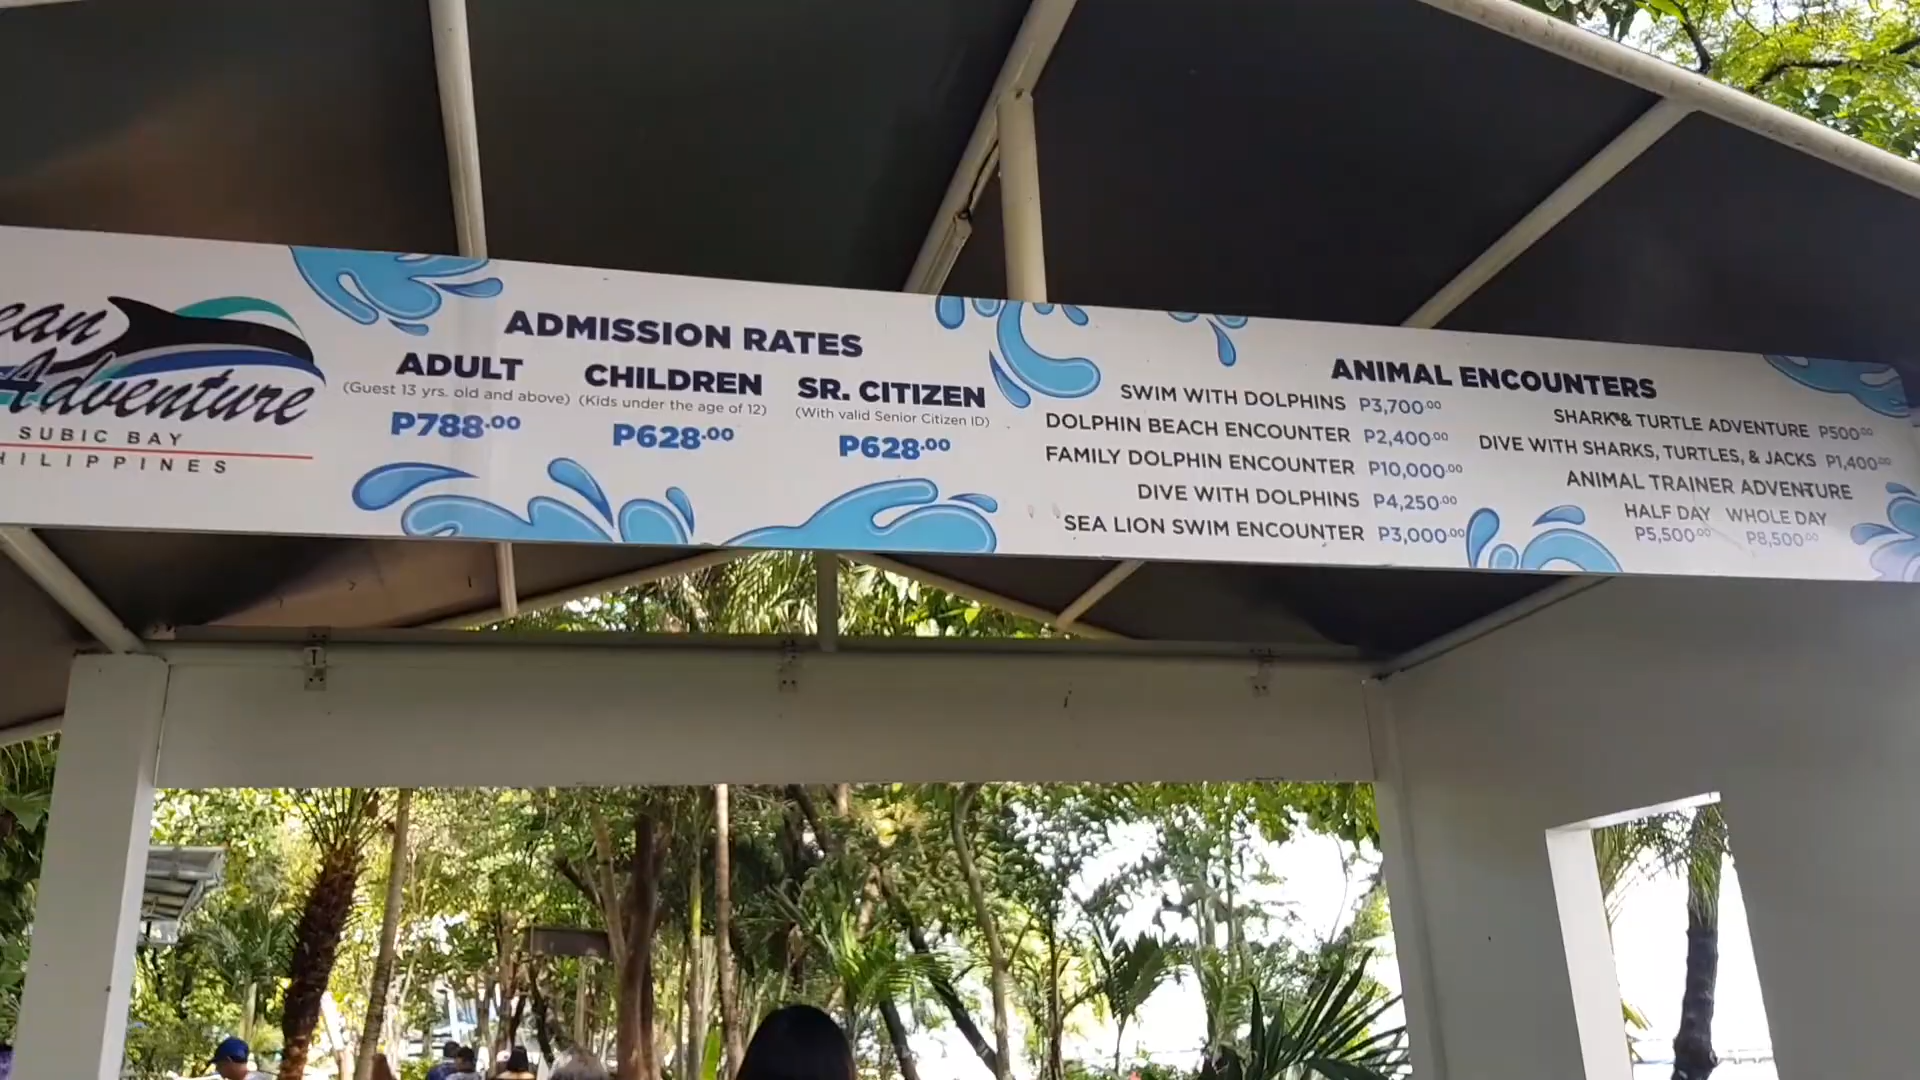 Adventure
SUBIC BAY
ADMISSION RATES
ADULT
(Guest 13 yrs. old and above)
P788.00
CHILDREN
(Kids under the age of 12)
P628.00
SR. CITIZEN
(With valid Senior Citizen ID)
P628.00
ANIMAL ENCOUNTERS
SWIM WITH DOLPHINS P3,700.00
DOLPHIN BEACH ENCOUNTER P2,400.00
FAMILY DOLPHIN ENCOUNTER P10,000.00
DIVE WITH DOLPHINS P4,250.00
SEA LION SWIM ENCOUNTER P3,000.00
SHARK & TURTLE ADVENTURE P500.00
DIVE WITH SHARKS, TURTLES, & JACKS P1,400.00
ANIMAL TRAINER ADVENTURE
HALF DAY WHOLE DAY
P5,500.00 P8,500.00